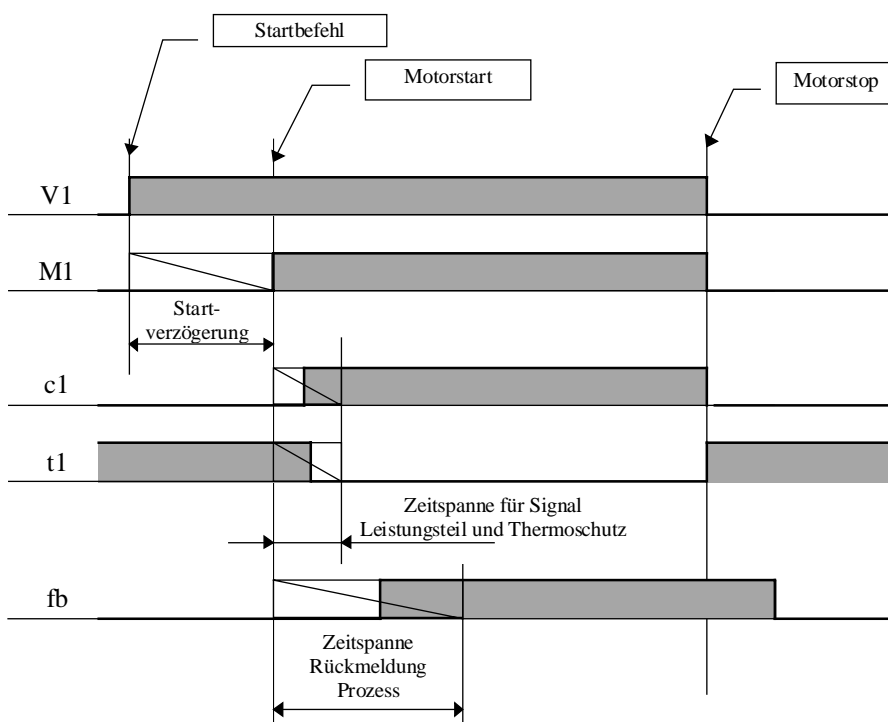 Startbefehl
Motorstart
Motorstop
V1
M1
Start-
verzögerung
c1
t1
Zeitspanne für Signal
Leistungsteil und Thermoschutz
fb
Zeitspanne
Rückmeldung
Prozess